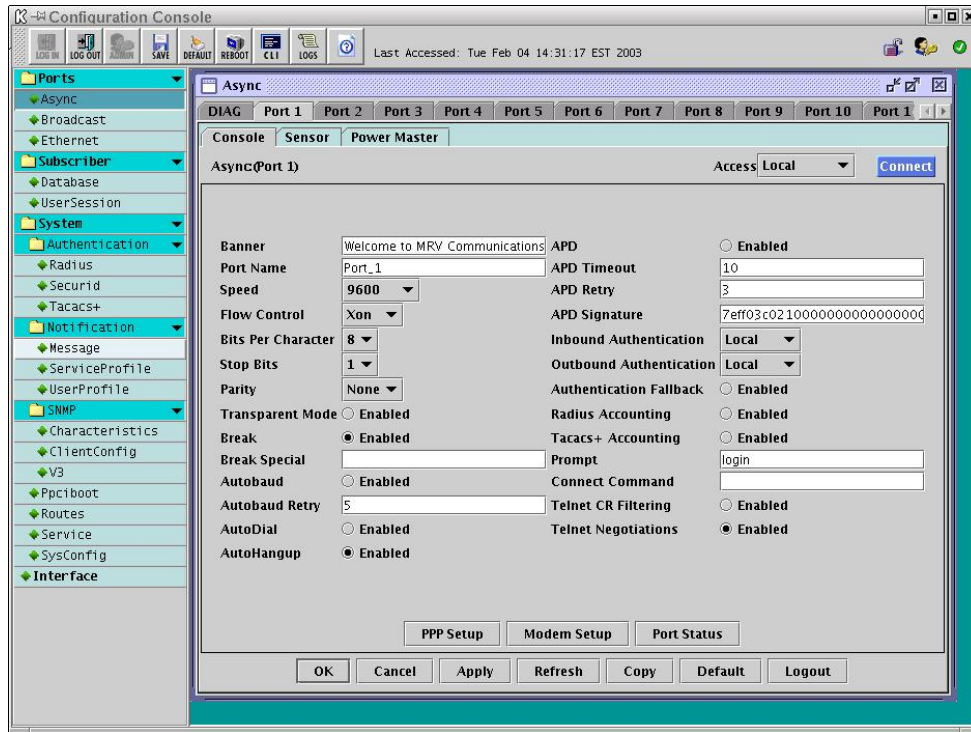 Configuration Console
LOG IN LOG OUT ADMIN SAVE DEFAULT REBOOT CLI LOGS Last Accessed: Tue Feb 04 14:31:17 EST 2003
Ports
Async
Broadcast
Ethernet
Subscriber
Database
UserSession
System
Authentication
Radius
Securid
Tacacs+
Notification
Message
ServiceProfile
UserProfile
SNMP
Characteristics
ClientConfig
V3
Ppciboot
Routes
Service
SysConfig
Interface
Async
DIAG Port 1 Port 2 Port 3 Port 4 Port 5 Port 6 Port 7 Port 8 Port 9 Port 10 Port 1
Console Sensor Power Master
Async:(Port 1) Access Local Connect
Banner Welcome to MRV Communications APD Enabled
Port Name Port_1 APD Timeout 10
Speed 9600 APD Retry 3
Flow Control Xon APD Signature
Bits Per Character 8 Inbound Authentication Local
Stop Bits 1 Outbound Authentication Local
Parity None Authentication Fallback Enabled
Transparent Mode Enabled Radius Accounting Enabled
Break Enabled Tacacs+ Accounting Enabled
Break Special Prompt login
Autobaud Enabled Connect Command
Autobaud Retry 5 Telnet CR Filtering Enabled
AutoDial Enabled Telnet Negotiations Enabled
AutoHangup Enabled
PPP Setup Modem Setup Port Status
OK Cancel Apply Refresh Copy Default Logout